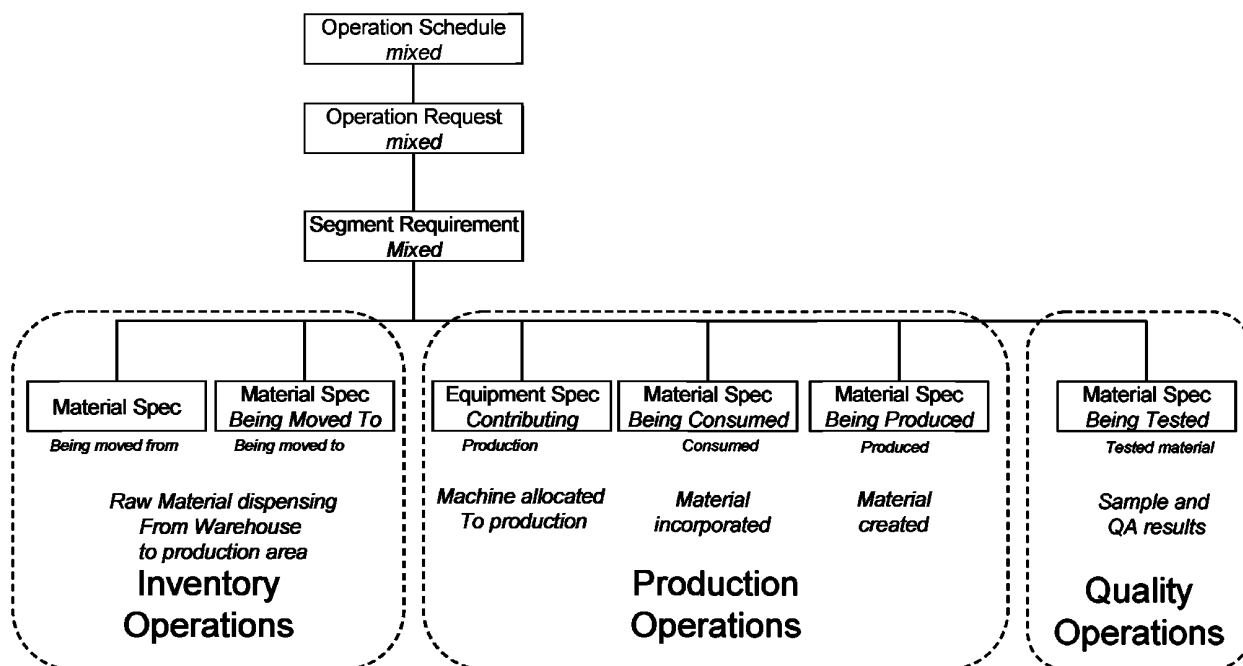 Operation Schedule
mixed
Operation Request
mixed
Segment Requirement
Mixed
Material Spec
Being moved from
Material Spec
Being Moved To
Being moved to
Raw Material dispensing
From Warehouse
to production area
Inventory
Operations
Equipment Spec
Contributing
Production
Machine allocated
To production
Material Spec
Being Consumed
Consumed
Material
incorporated
Material Spec
Being Produced
Produced
Material
created
Production
Operations
Material Spec
Being Tested
Tested material
Sample and
QA results
Quality
Operations